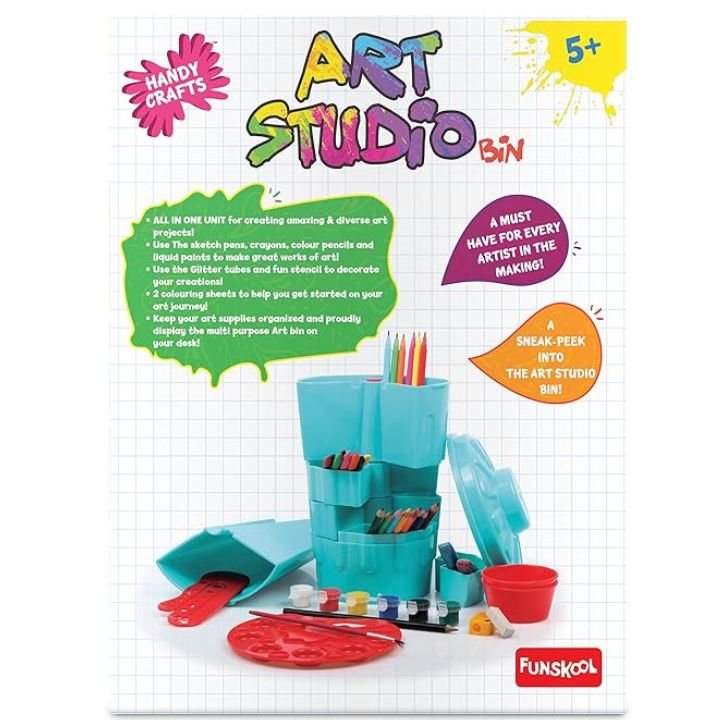 HANDY
CRAFTS™
ART
STUDIO
BIN
5+
• ALL IN ONE UNIT for creating amazing & diverse art
projects!
• Use The sketch pens, crayons, colour pencils and
liquid paints to make great works of art!
• Use the Glitter tubes and fun stencil to decorate
your creations!
• 2 colouring sheets to help you get started on your
art journey!
• Keep your art supplies organized and proudly
display the multi purpose Art bin on
your desk!
A MUST
HAVE FOR EVERY
ARTIST IN THE
MAKING!
A
SNEAK-PEEK
INTO
THE ART STUDIO
BIN!
FUNSKOOL